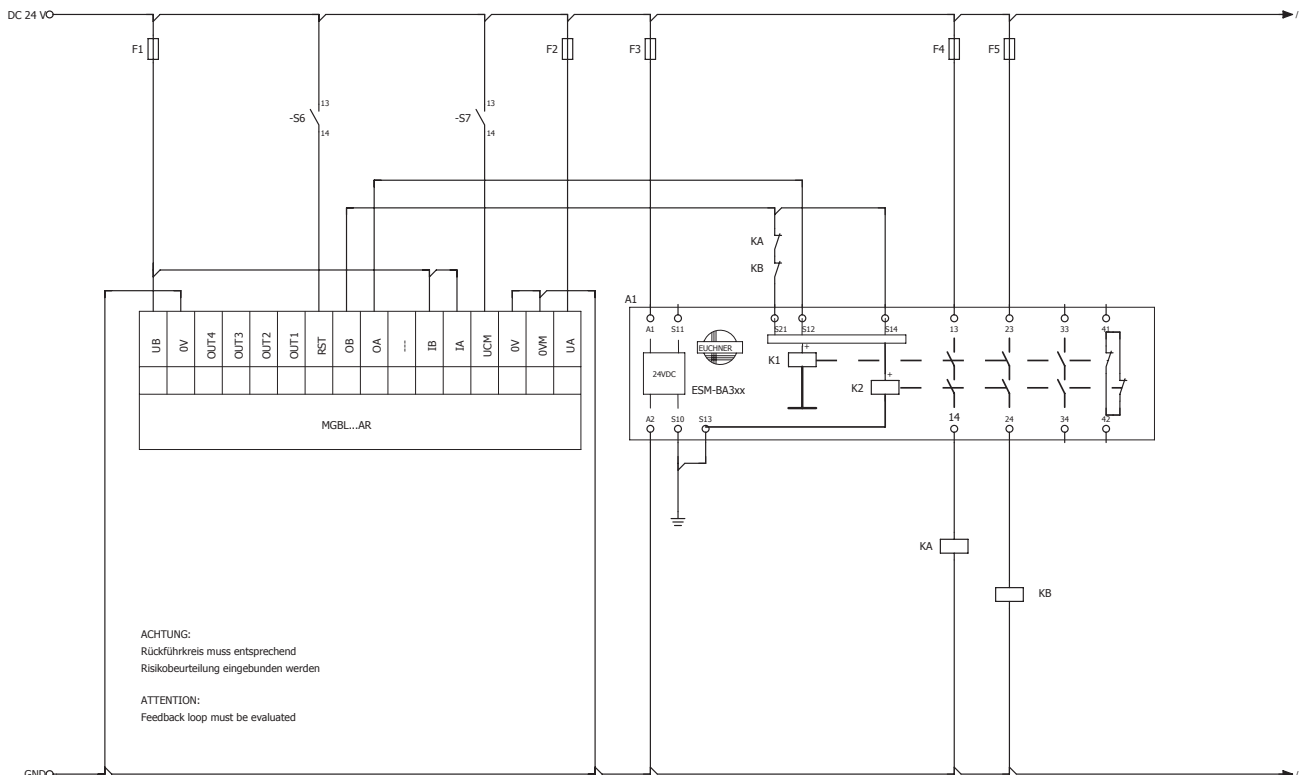 DC 24 V
F1
F2
F3
F4
F5
-S6
13
14
-S7
13
14
KA
KB
A1
UB
0V
OUT4
OUT3
OUT2
OUT1
RST
OB
OA
---
IB
IA
UCM
0V
0VM
UA
MGBL...AR
A1
S11
S21
S12
S14
13
23
33
41
EUCHNER
K1
+
24VDC
ESM-BA3xx
K2
+
A2
S10
S13
14
24
34
42
KA
KB
ACHTUNG:
Rückführkreis muss entsprechend
Risikobeurteilung eingebunden werden
ATTENTION:
Feedback loop must be evaluated
GND
/
/